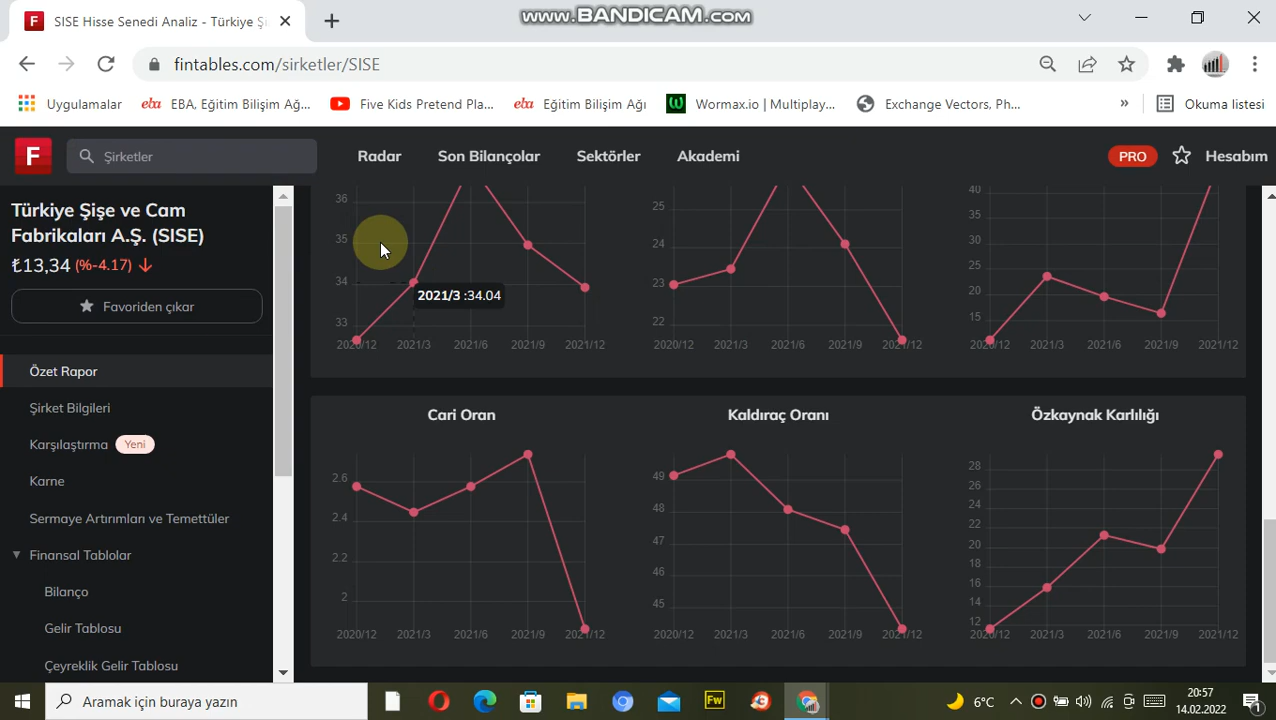 www.BANDICAM.com
F SISE Hisse Senedi Analiz - Türkiye Şi
fintables.com/sirketler/SISE
Uygulamalar
eba EBA, Eğitim Bilişim Ağ...
Five Kids Pretend Pla...
eba Eğitim Bilişim Ağı
W Wormax.io | Multiplay...
Exchange Vectors, Ph...
»
Okuma listesi
F Şirketler
Radar
Son Bilançolar
Sektörler
Akademi
PRO
Hesabım
Türkiye Şişe ve Cam
Fabrikaları A.Ş. (SISE)
₺13,34 (%-4.17)
Favoriden çıkar
Özet Rapor
Şirket Bilgileri
Karşılaştırma Yeni
Karne
Sermaye Artırımları ve Temettüler
Finansal Tablolar
Bilanço
Gelir Tablosu
Çeyreklik Gelir Tablosu
36
35
34
33
2021/3 :34.04
2020/12 2021/3 2021/6 2021/9 2021/12
25
24
23
22
2020/12 2021/3 2021/6 2021/9 2021/12
40
35
30
25
20
15
2020/12 2021/3 2021/6 2021/9 2021/12
Cari Oran
2.6
2.4
2.2
2
2020/12 2021/3 2021/6 2021/9 2021/12
Kaldıraç Oranı
49
48
47
46
45
2020/12 2021/3 2021/6 2021/9 2021/12
Özkaynak Karlılığı
28
26
24
22
20
18
16
14
12
2020/12 2021/3 2021/6 2021/9 2021/12
Aramak için buraya yazın
Fw
6°C
20:57
14.02.2022
1